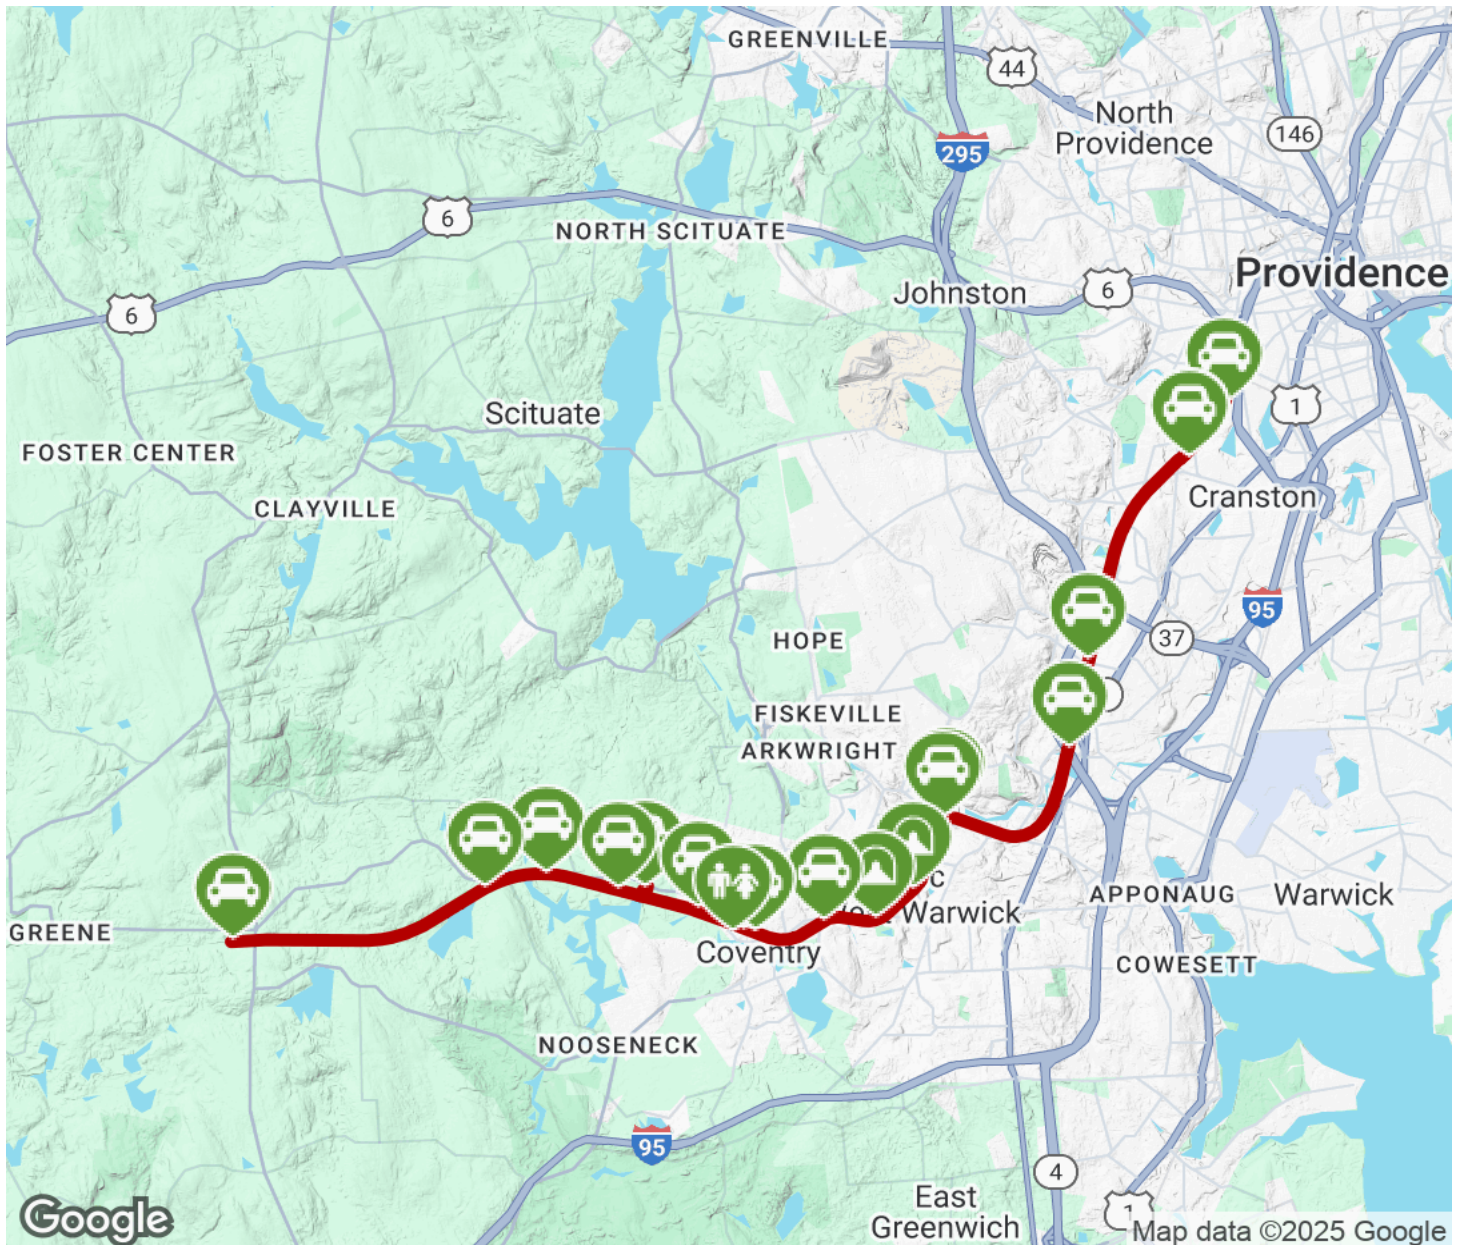 GREENVILLE
44
North
Providence
146
295
6
NORTH SCITUATE
Providence
Johnston
6
6
1
Scituate
FOSTER CENTER
Cranston
CLAYVILLE
95
37
HOPE
FISKEVILLE
ARKWRIGHT
APPONAUG
Warwick
Warwick
GREENE
Coventry
COWESETT
NOOSENECK
95
4
East
Greenwich
1
Google
Map data ©2025 Google